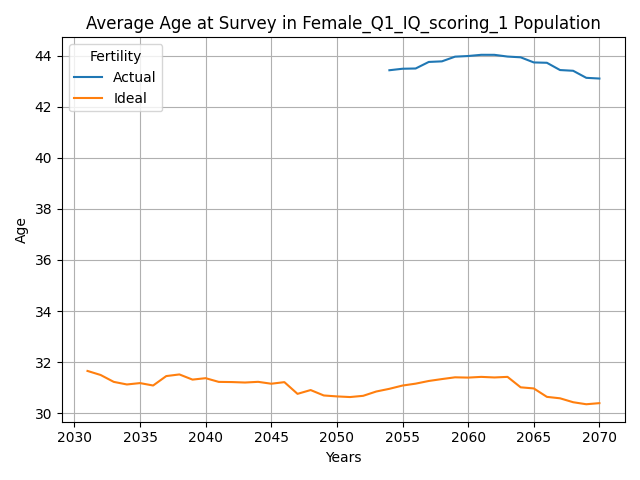 Average Age at Survey in Female_Q1_IQ_scoring_1 Population
Fertility
Actual
Ideal
Age
44
42
40
38
36
34
32
30
2030 2035 2040 2045 2050 2055 2060 2065 2070
Years